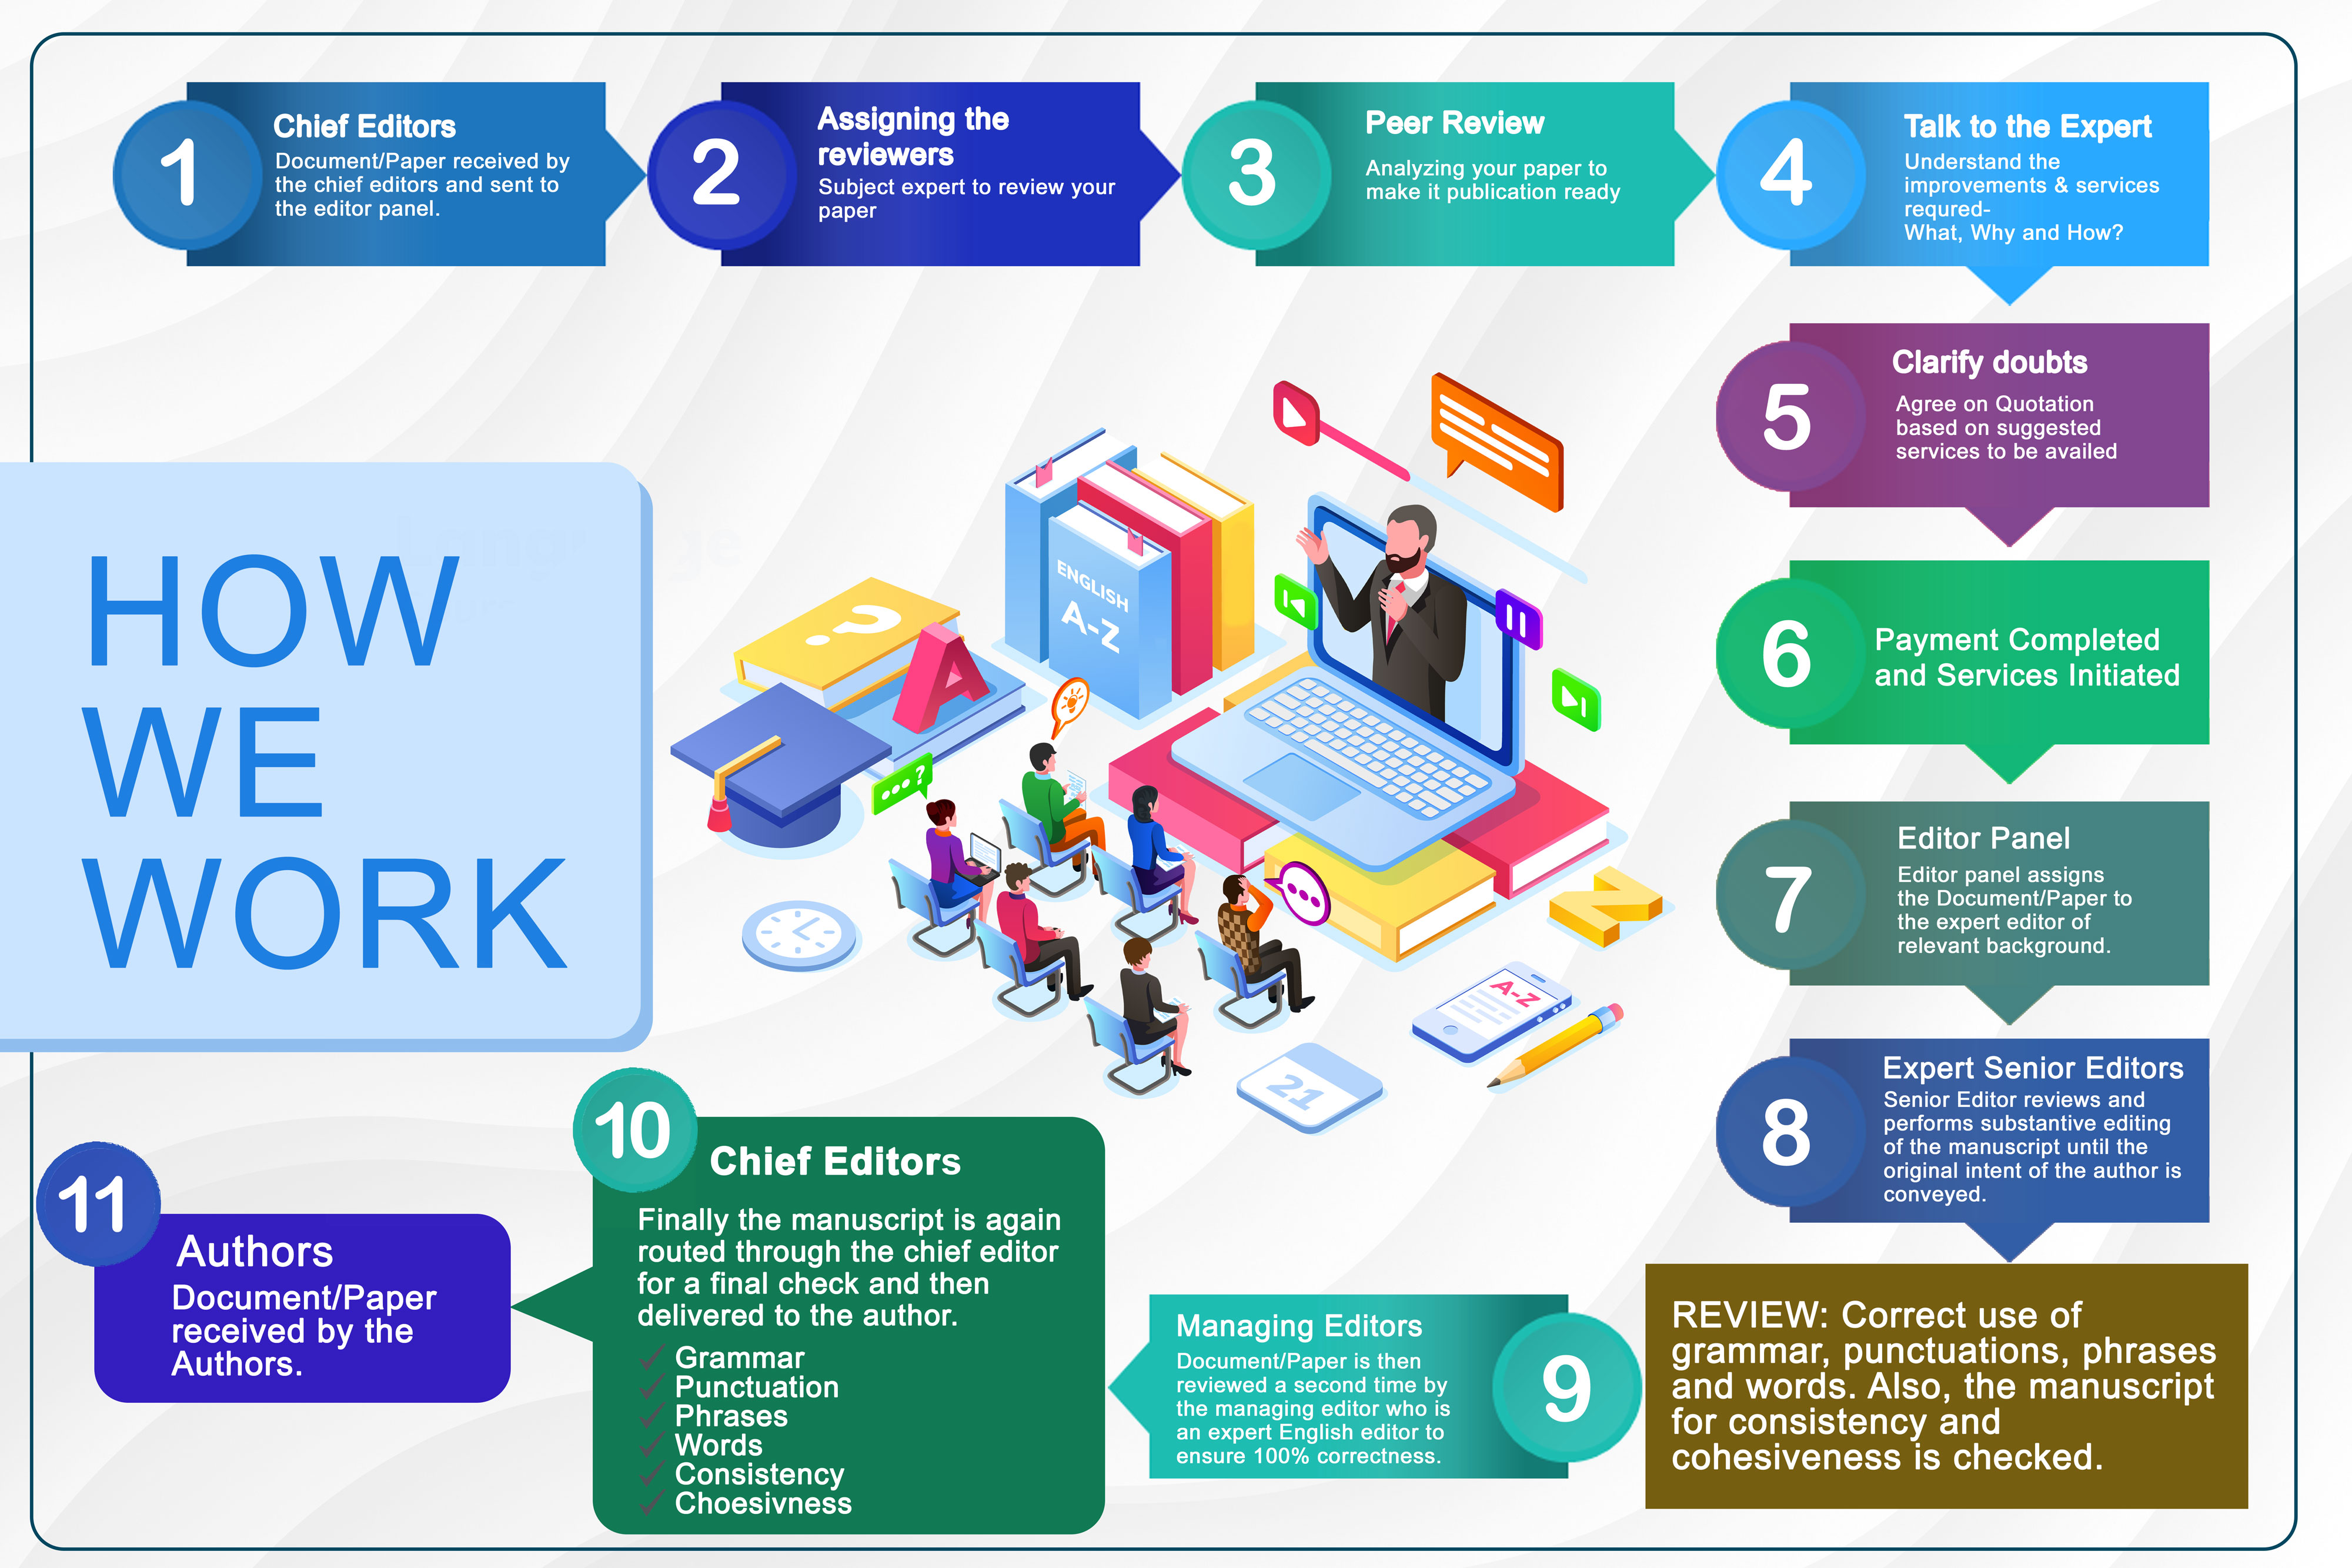 1
Chief Editors
Document/Paper received by
the chief editors and sent to
the editor panel.
2
Assigning the
reviewers
Subject expert to review your
paper
3
Peer Review
Analyzing your paper to
make it publication ready
4
Talk to the Expert
Understand the
improvements & services
requred-
What, Why and How?
5
Clarify doubts
Agree on Quotation
based on suggested
services to be availed
6
Payment Completed
and Services Initiated
7
Editor Panel
Editor panel assigns
the Document/Paper to
the expert editor of
relevant background.
8
Expert Senior Editors
Senior Editor reviews and
performs substantive editing
of the manuscript until the
original intent of the author is
conveyed.
REVIEW: Correct use of
grammar, punctuations, phrases
and words. Also, the manuscript
for consistency and
cohesiveness is checked.
9
Managing Editors
Document/Paper is then
reviewed a second time by
the managing editor who is
an expert English editor to
ensure 100% correctness.
10
Chief Editors
Finally the manuscript is again
routed through the chief editor
for a final check and then
delivered to the author.
Grammar
Punctuation
Phrases
Words
Consistency
Choesivness
11
Authors
Document/Paper
received by the
Authors.
HOW
WE
WORK
ENGLISH
A-Z
?
A
...?
...
Z
A-Z
21